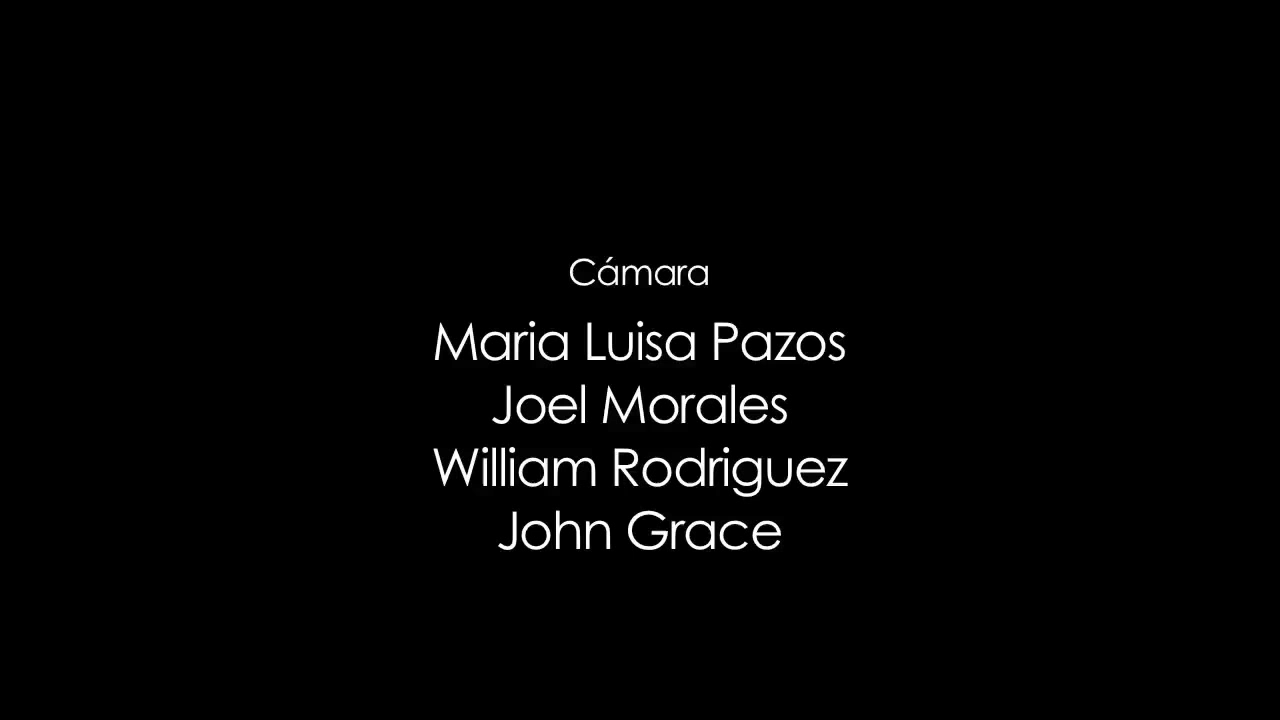 Cámara
Maria Luisa Pazos
Joel Morales
William Rodriguez
John Grace